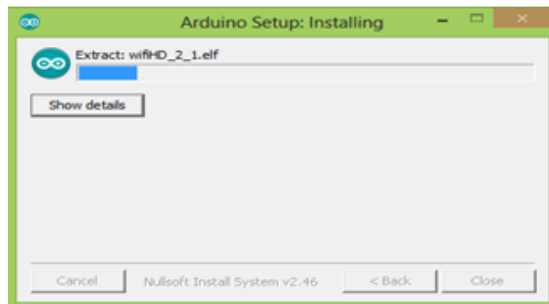 Arduino Setup: Installing
Extract: wifiHD_2_1.elf
Show details
Cancel Nullsoft Install System v2.46 < Back Close